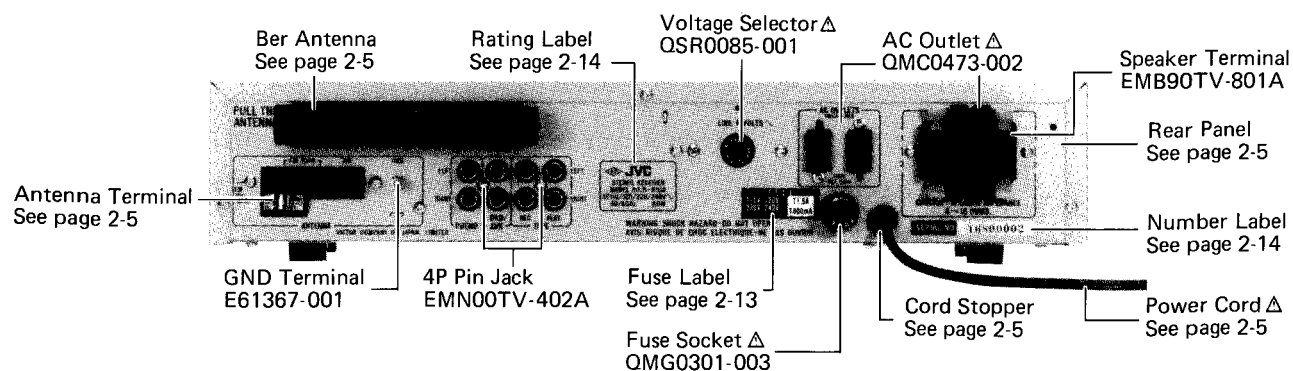 Voltage Selector⚠
QSR0085-001
Ber Antenna
See page 2-5
Rating Label
See page 2-14
AC Outlet ⚠
QMC0473-002
Speaker Terminal
EMB90TV-801A
Rear Panel
See page 2-5
Antenna Terminal
See page 2-5
Number Label
See page 2-14
GND Terminal
E61367-001
4P Pin Jack
EMN00TV-402A
Fuse Label
See page 2-13
Fuse Socket ⚠
QMG0301-003
Cord Stopper
See page 2-5
Power Cord ⚠
See page 2-5
ANTENNA
JVC
ANTENNA